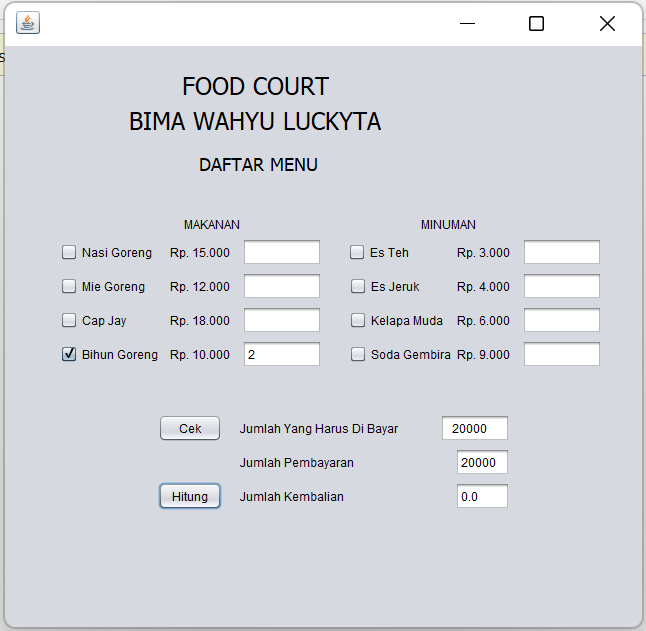 FOOD COURT
BIMA WAHYU LUCKYTA
DAFTAR MENU
MAKANAN MINUMAN
Nasi Goreng Rp. 15.000 Es Teh Rp. 3.000
Mie Goreng Rp. 12.000 Es Jeruk Rp. 4.000
Cap Jay Rp. 18.000 Kelapa Muda Rp. 6.000
Bihun Goreng Rp. 10.000 2 Soda Gembira Rp. 9.000
Cek Jumlah Yang Harus Di Bayar 20000
Jumlah Pembayaran 20000
Hitung Jumlah Kembalian 0.0